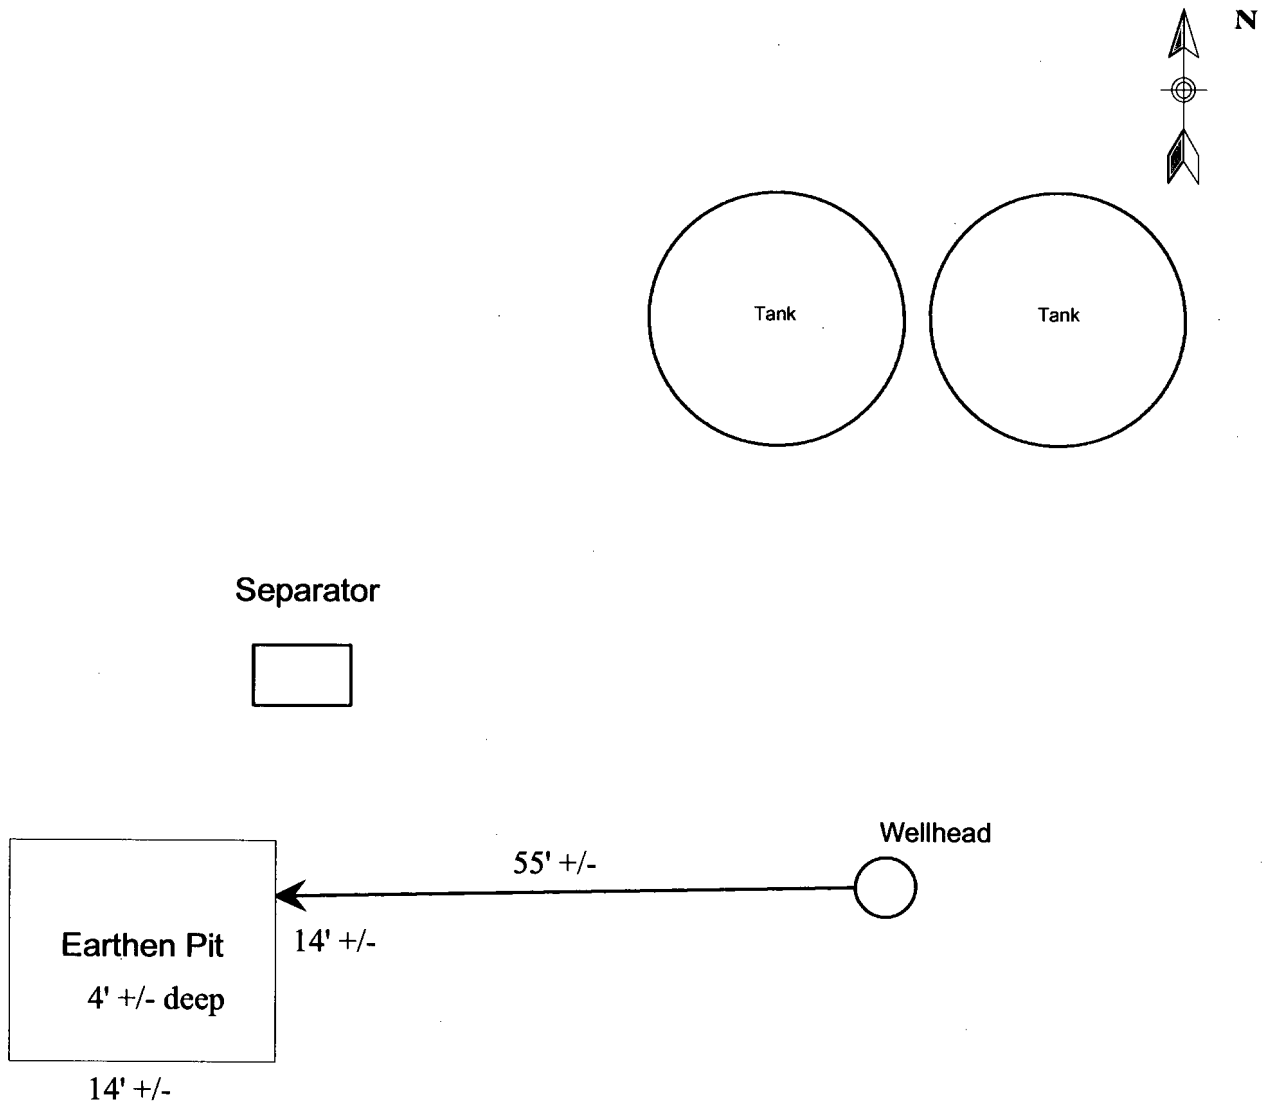 N
Tank
Tank
Separator
Wellhead
55' +/-
14' +/-
Earthen Pit
4' +/- deep
14' +/-